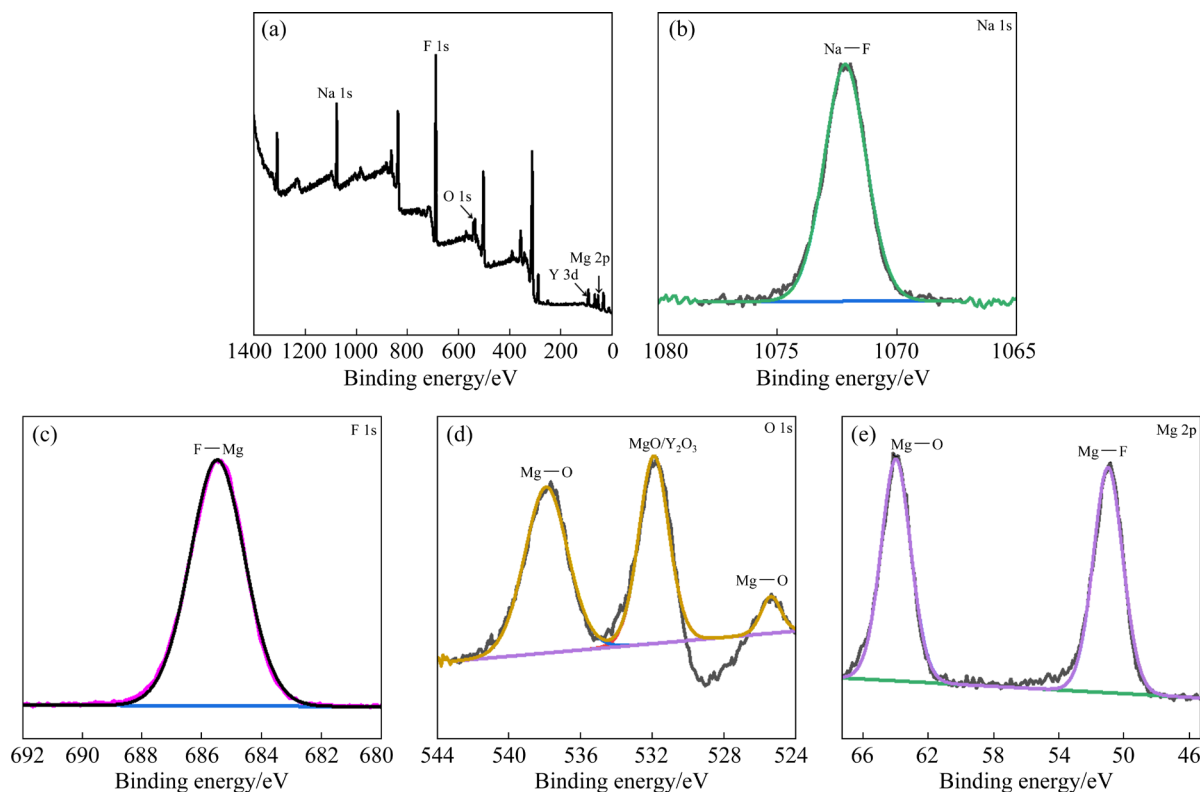 (a)
F 1s
Na 1s
O 1s
Mg 2p
Y 3d
1400 1200 1000 800 600 400 200 0
Binding energy/eV
(b)
Na 1s
Na—F
1080 1075 1070 1065
Binding energy/eV
(c)
F 1s
F—Mg
692 690 688 686 684 682 680
Binding energy/eV
(d)
O 1s
MgO/Y₂O₃
Mg—O
Mg—O
544 540 536 532 528 524
Binding energy/eV
(e)
Mg 2p
Mg—O
Mg—F
66 62 58 54 50 46
Binding energy/eV